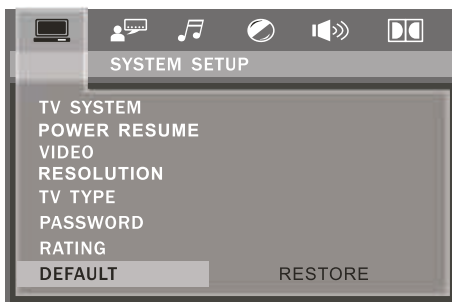 SYSTEM SETUP
TV SYSTEM
POWER RESUME
VIDEO
RESOLUTION
TV TYPE
PASSWORD
RATING
DEFAULT RESTORE